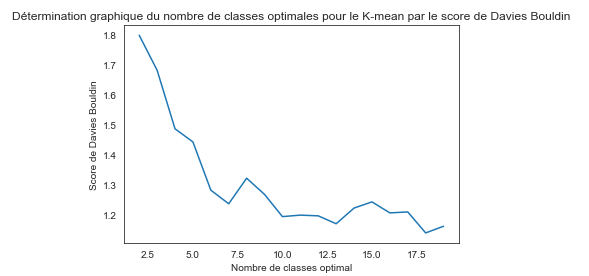 Détermination graphique du nombre de classes optimales pour le K-mean par le score de Davies Bouldin
1.8
1.7
1.6
1.5
1.4
1.3
1.2
Score de Davies Bouldin
2.5 5.0 7.5 10.0 12.5 15.0 17.5
Nombre de classes optimal